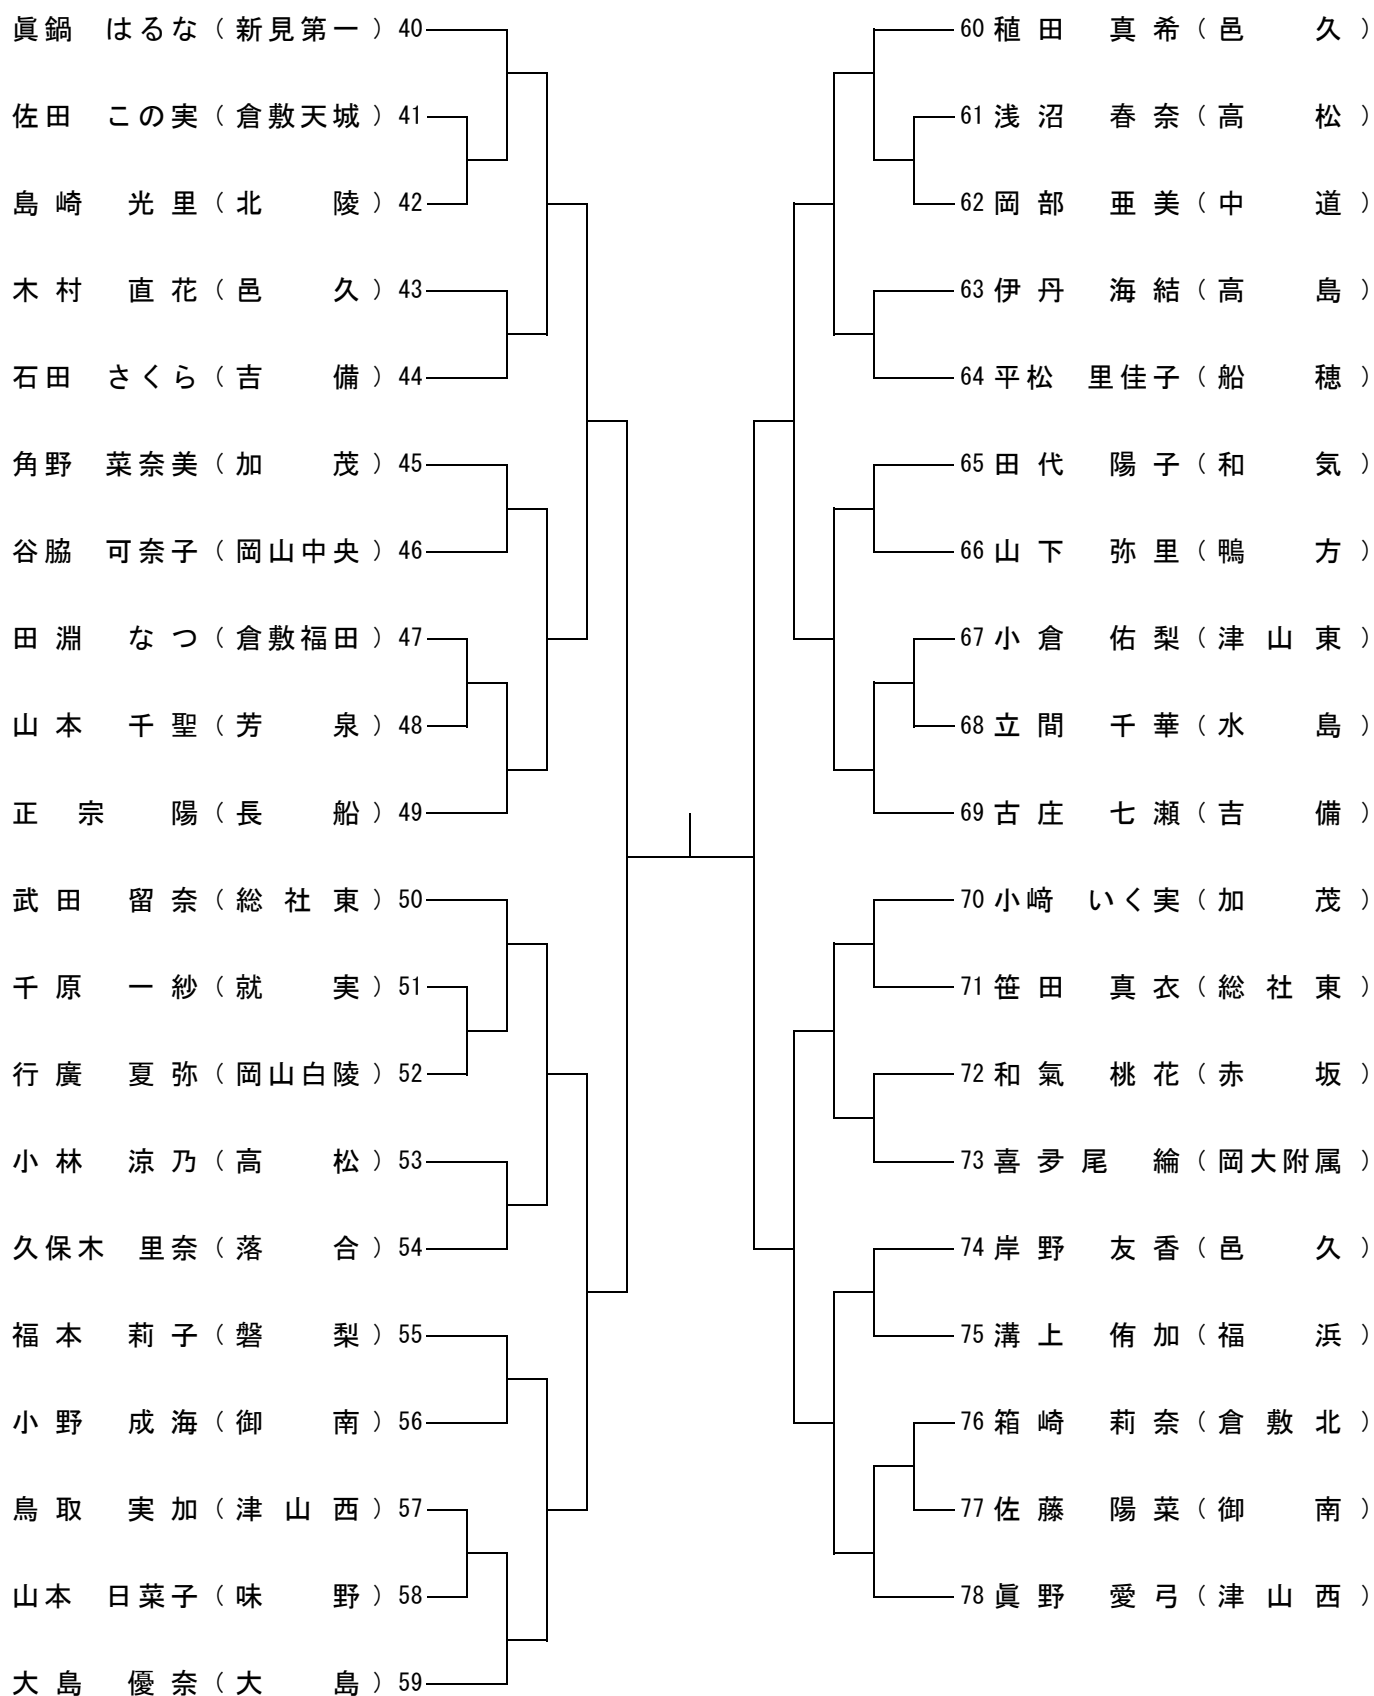 眞鍋 はるな（新見第一）40
佐田 この実（倉敷天城）41
島崎 光里（北 陵）42
木村 直花（邑 久）43
石田 さくら（吉 備）44
角野 菜奈美（加 茂）45
谷脇 可奈子（岡山中央）46
田淵 なつ（倉敷福田）47
山本 千聖（芳 泉）48
正宗 陽（長 船）49
武田 留奈（総社東）50
千原 一紗（就 実）51
行廣 夏弥（岡山白陵）52
小林 涼乃（高 松）53
久保木 里奈（落 合）54
福本 莉子（磐 梨）55
小野 成海（御 南）56
鳥取 実加（津山西）57
山本 日菜子（味 野）58
大島 優奈（大 島）59
60 稙田 真希（邑 久）
61 浅沼 春奈（高 松）
62 岡部 亜美（中 道）
63 伊丹 海結（高 島）
64 平松 里佳子（船 穂）
65 田代 陽子（和 気）
66 山下 弥里（鴨 方）
67 小倉 佑梨（津山東）
68 立間 千華（水 島）
69 古庄 七瀬（吉 備）
70 小﨑 いく実（加 茂）
71 笹田 真衣（総社東）
72 和氣 桃花（赤 坂）
73 喜多尾 綸（岡大附属）
74 岸野 友香（邑 久）
75 溝上 侑加（福 浜）
76 箱崎 莉奈（倉敷北）
77 佐藤 陽菜（御 南）
78 眞野 愛弓（津山西）